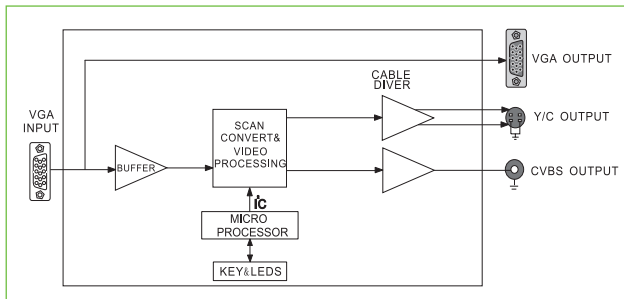 VGA OUTPUT
CABLE
DIVER
VGA
INPUT
Y/C OUTPUT
SCAN
CONVERT&
VIDEO
PROCESSING
BUFFER
CVBS OUTPUT
I²C
MICRO
PROCESSOR
KEY&LEDS